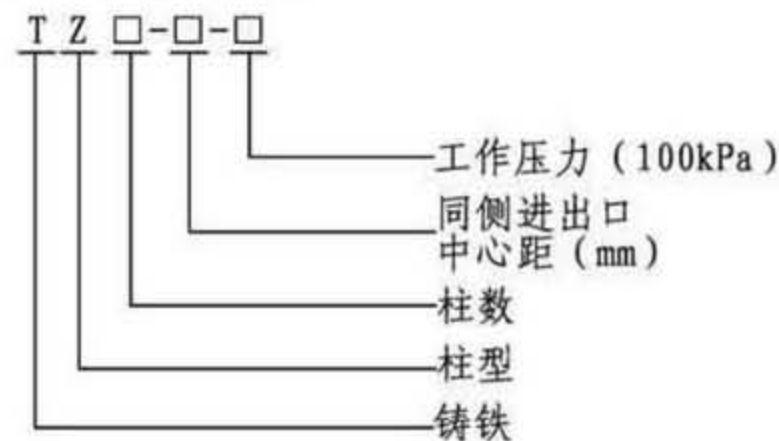 TZ□-□-□
工作压力（100kPa）
同侧进出口
中心距（mm）
柱数
柱型
铸铁